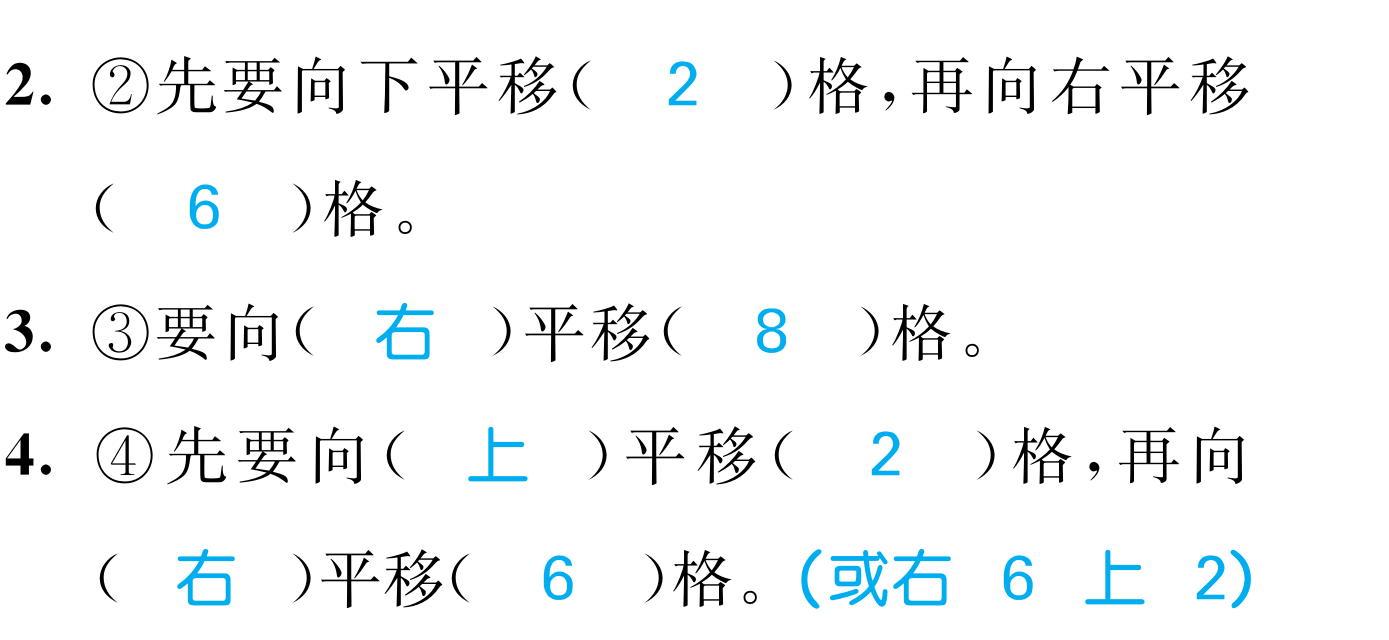 2. ②先要向下平移( 2 )格,再向右平移
( 6 )格。
3. ③要向( 右 )平移( 8 )格。
4. ④先要向( 上 )平移( 2 )格,再向
( 右 )平移( 6 )格。(或右 6 上 2)